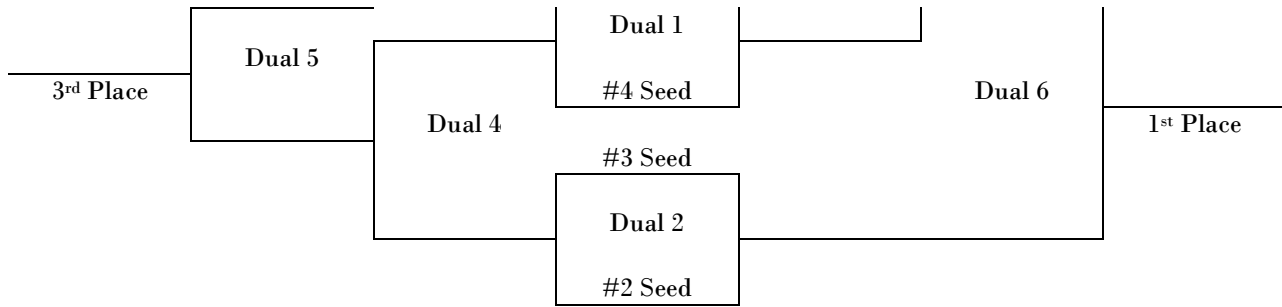 Dual 1
Dual 5
3rd Place
#4 Seed
Dual 6
Dual 4
1st Place
#3 Seed
Dual 2
#2 Seed